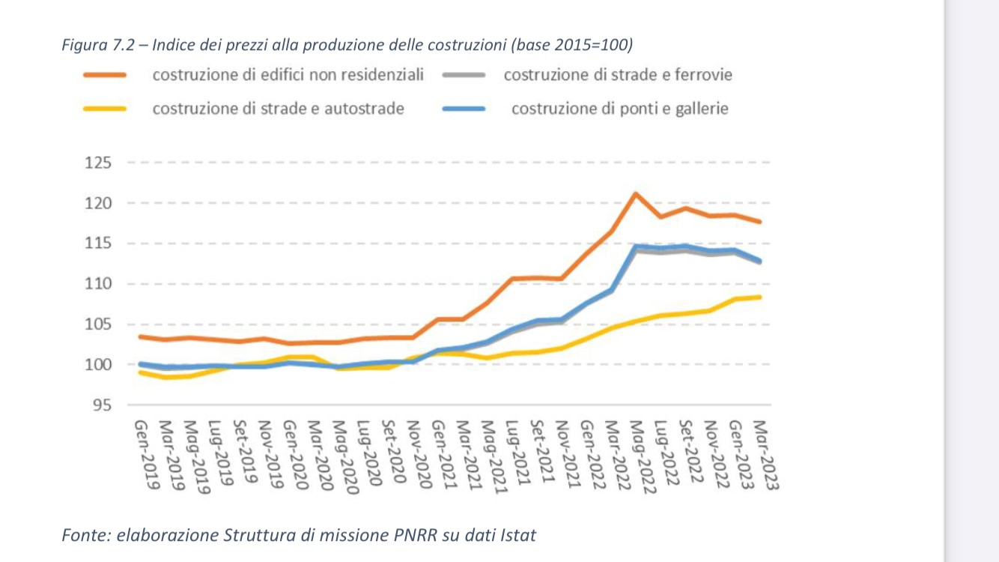 Figura 7.2 – Indice dei prezzi alla produzione delle costruzioni (base 2015=100)
costruzione di edifici non residenziali
costruzione di strade e ferrovie
costruzione di strade e autostrade
costruzione di ponti e gallerie
125
120
115
110
105
100
95
Gen-2019
Mar-2019
Mag-2019
Lug-2019
Set-2019
Nov-2019
Gen-2020
Mar-2020
Mag-2020
Lug-2020
Set-2020
Nov-2020
Gen-2021
Mar-2021
Mag-2021
Lug-2021
Set-2021
Nov-2021
Gen-2022
Mar-2022
Mag-2022
Lug-2022
Set-2022
Nov-2022
Gen-2023
Mar-2023
Fonte: elaborazione Struttura di missione PNRR su dati Istat